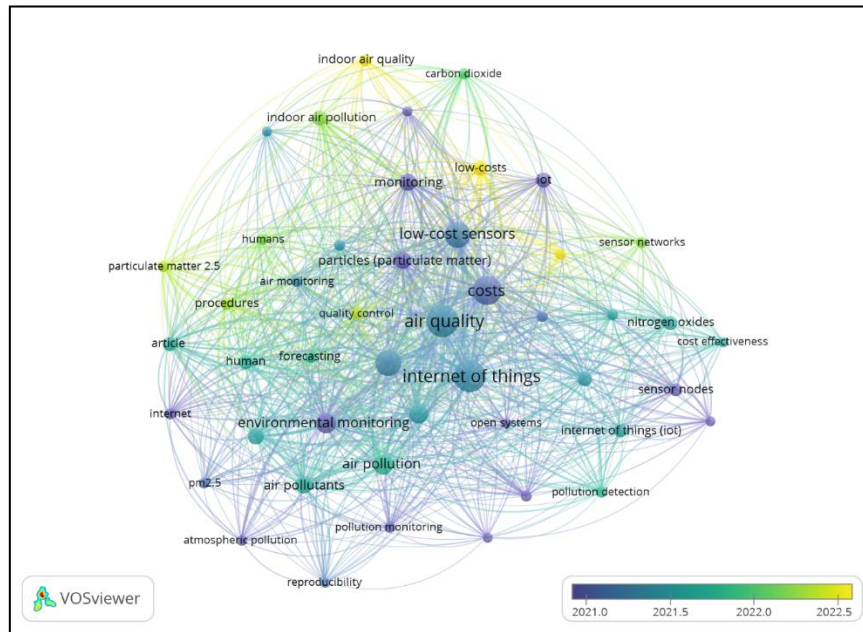 indoor air quality
carbon dioxide
indoor air pollution
low-costs
monitoring
iot
low-cost sensors
humans
sensor networks
particles (particulate matter)
particulate matter 2.5
air monitoring
costs
procedures
quality control
air quality
nitrogen oxides
article
cost effectiveness
human
forecasting
internet of things
sensor nodes
internet
environmental monitoring
open systems
internet of things (iot)
air pollution
pm2.5
air pollutants
pollution detection
pollution monitoring
atmospheric pollution
reproducibility
VOSviewer
2021.0 2021.5 2022.0 2022.5